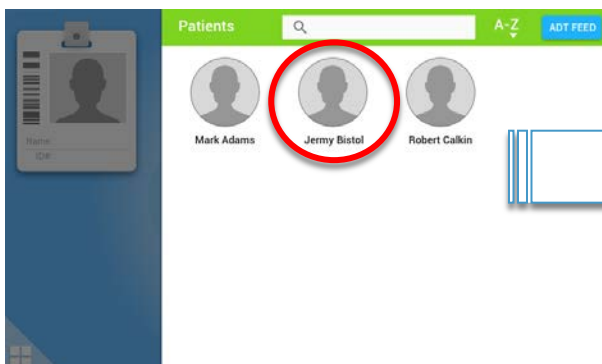 Patients
A-Z
ADT FEED
Mark Adams
Jermy Bistol
Robert Calkin
Name
ID#